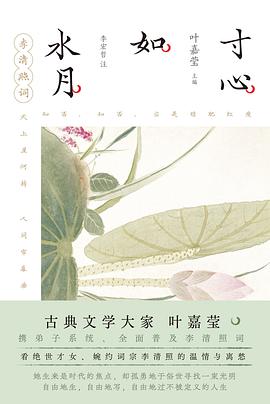 寸心
叶嘉莹 主编
如
李宏哲 注
水月
李清照词
知否，知否，应是绿肥红瘦
天上星河转 人间帘幕垂
古典文学大家 叶嘉莹
携弟子系统、全面普及李清照词
看绝世才女、婉约词宗李清照的温情与离愁
她生来是时代的焦点，却孤勇地于俗世寻找一束光明
自由地生，自由地写，自由地过不被定义的人生